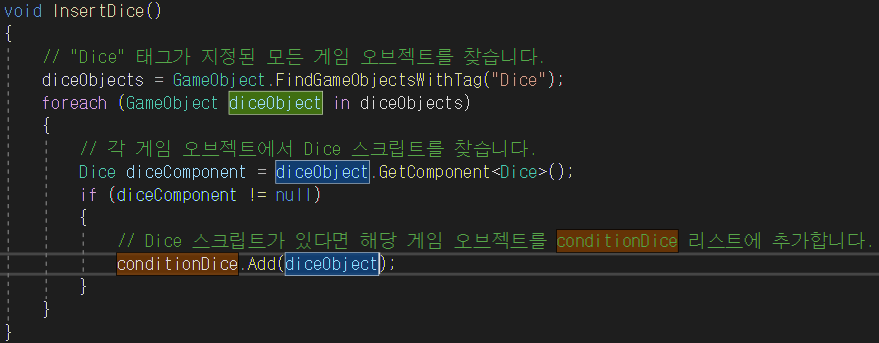 void InsertDice()
{
// "Dice" 태그가 지정된 모든 게임 오브젝트를 찾습니다.
diceObjects = GameObject.FindGameObjectsWithTag("Dice");
foreach (GameObject diceObject in diceObjects)
{
// 각 게임 오브젝트에서 Dice 스크립트를 찾습니다.
Dice diceComponent = diceObject.GetComponent<Dice>();
if (diceComponent != null)
{
// Dice 스크립트가 있다면 해당 게임 오브젝트를 conditionDice 리스트에 추가합니다.
conditionDice.Add(diceObject);
}
}
}